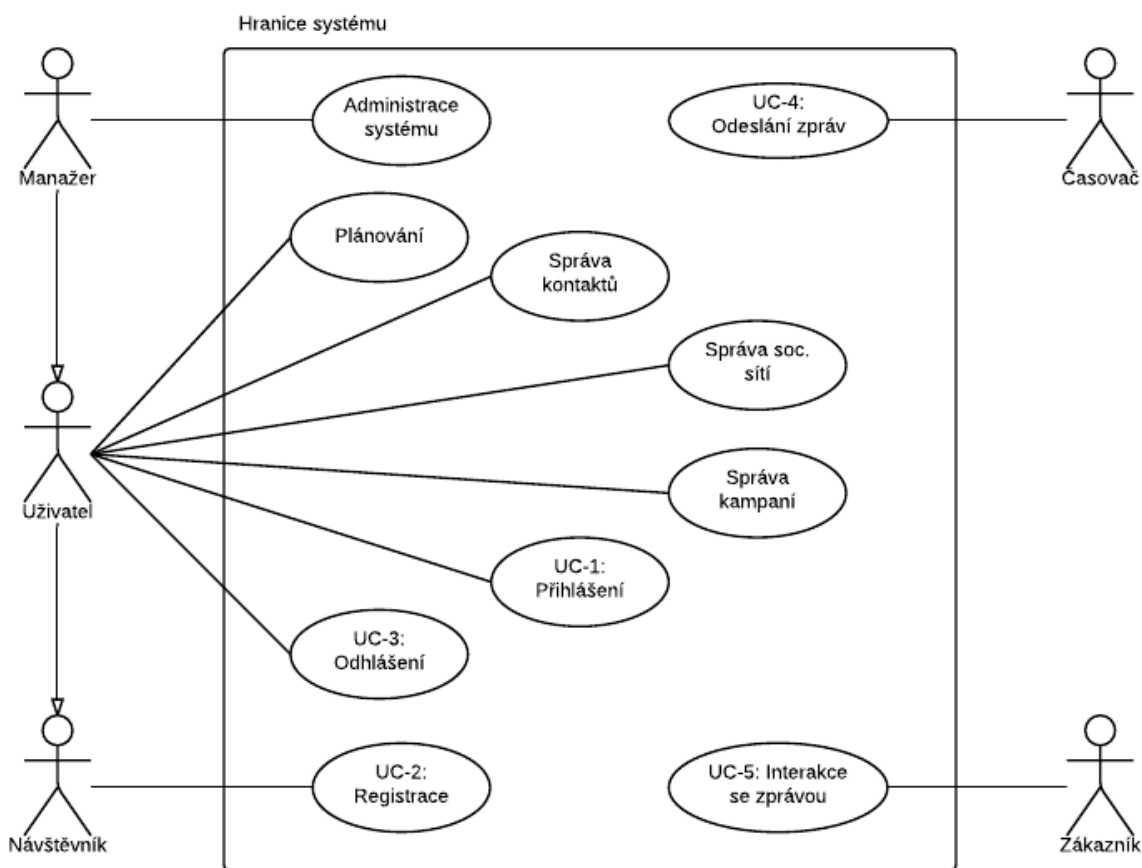 Hranice systému
Administrace
systému
UC-4:
Odeslání zpráv
Manažer
Časovač
Plánování
Správa
kontaktů
Správa soc.
sítí
Správa
kampaní
Uživatel
UC-1:
Přihlášení
UC-3:
Odhlášení
UC-2:
Registrace
UC-5: Interakce
se zprávou
Návštěvník
Zákazník